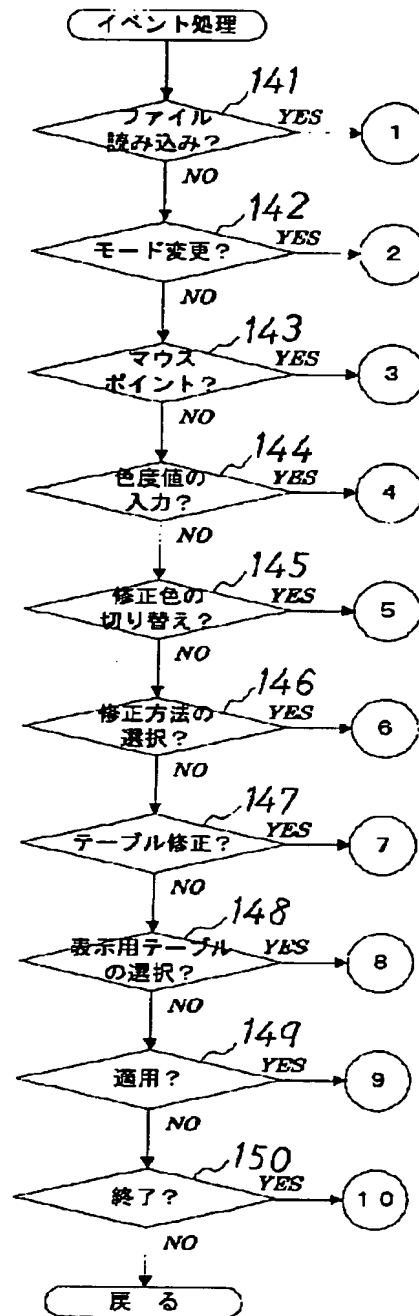 イベント処理
141
ファイル
読み込み?
YES
1
NO
142
モード変更?
YES
2
NO
143
マウス
ポイント?
YES
3
NO
144
色度値の
入力?
YES
4
NO
145
修正色の
切り替え?
YES
5
NO
146
修正方法の
選択?
YES
6
NO
147
テーブル修正?
YES
7
NO
148
表示用テーブル
の選択?
YES
8
NO
149
適用?
YES
9
NO
150
終了?
YES
10
NO
戻る